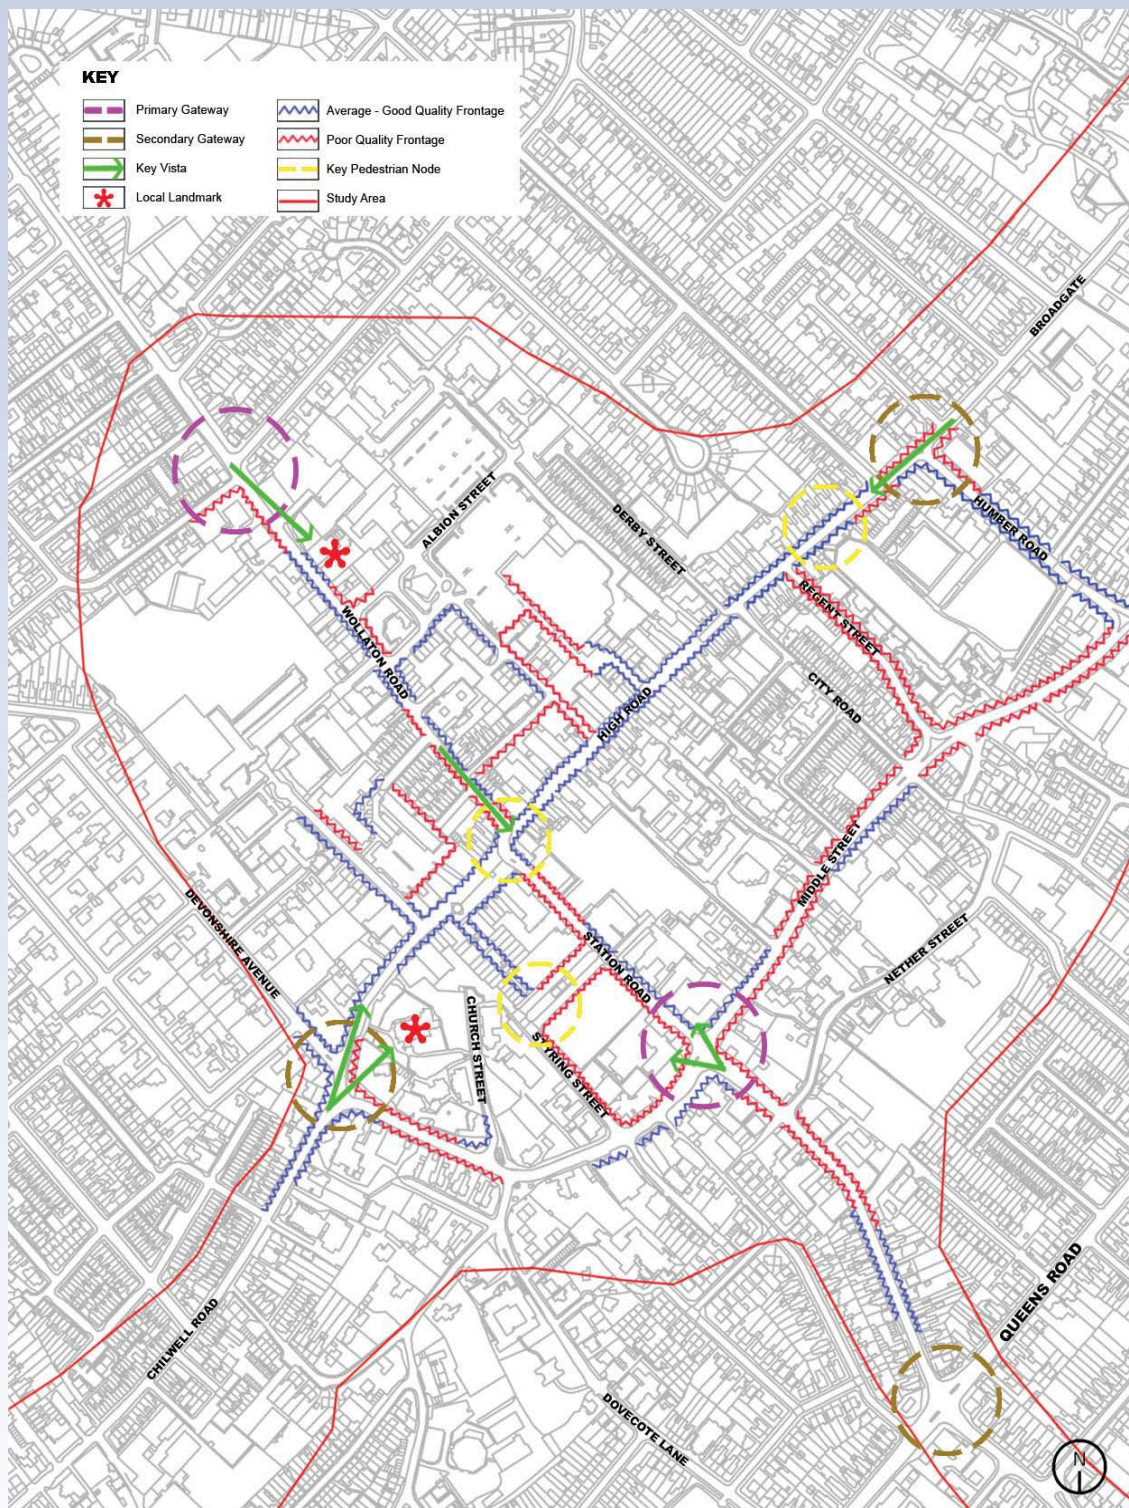 KEY
Primary Gateway
Secondary Gateway
Key Vista
Local Landmark
Average - Good Quality Frontage
Poor Quality Frontage
Key Pedestrian Node
Study Area
BROADGATE
ALBION STREET
DERBY STREET
HUMBER ROAD
WOLLATON ROAD
REGENT STREET
CITY ROAD
HIGH ROAD
MIDDLE STREET
DEVONSHIRE AVENUE
STATION ROAD
NETHER STREET
CHURCH STREET
STYRING STREET
QUEENS ROAD
CHILWELL ROAD
DOVECOTE LANE
N